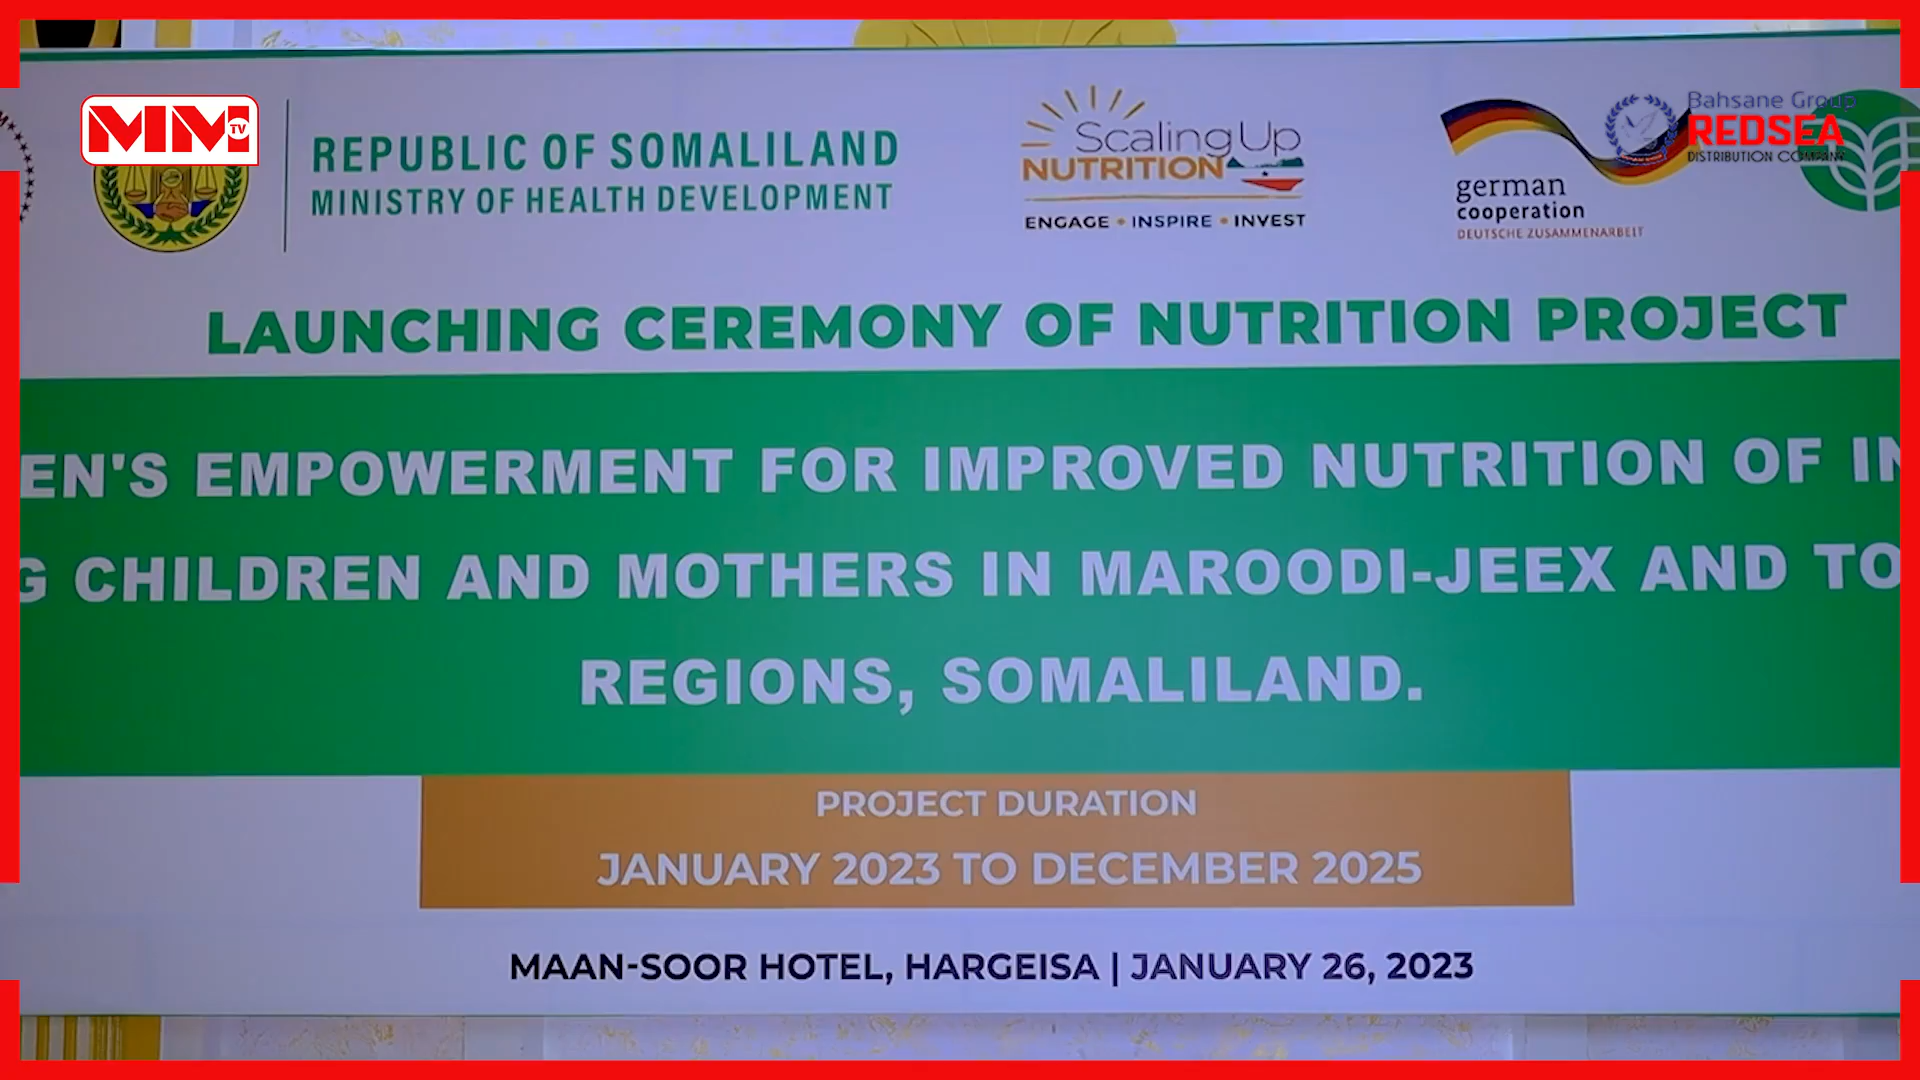 MM TV
REPUBLIC OF SOMALILAND
MINISTRY OF HEALTH DEVELOPMENT
Scaling Up
NUTRITION
ENGAGE • INSPIRE • INVEST
german
cooperation
DEUTSCHE ZUSAMMENARBEIT
Bahsane Group
REDSEA
DISTRIBUTION COMPANY
LAUNCHING CEREMONY OF NUTRITION PROJECT
EN'S EMPOWERMENT FOR IMPROVED NUTRITION OF IN
G CHILDREN AND MOTHERS IN MAROODI-JEEX AND TO
REGIONS, SOMALILAND.
PROJECT DURATION
JANUARY 2023 TO DECEMBER 2025
MAAN-SOOR HOTEL, HARGEISA | JANUARY 26, 2023